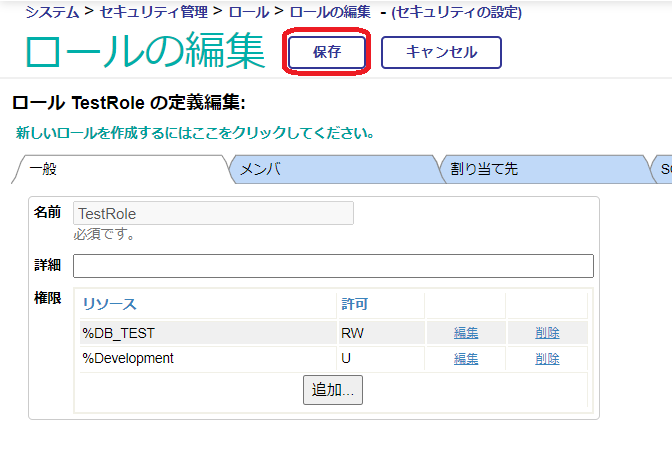 システム > セキュリティ管理 > ロール > ロールの編集 - (セキュリティの設定)
ロールの編集 保存 キャンセル
ロール TestRole の定義編集:
新しいロールを作成するにはここをクリックしてください。
一般 メンバ 割り当て先
名前 TestRole
必須です。
詳細
権限 リソース 許可
%DB_TEST RW 編集 削除
%Development U 編集 削除
追加...